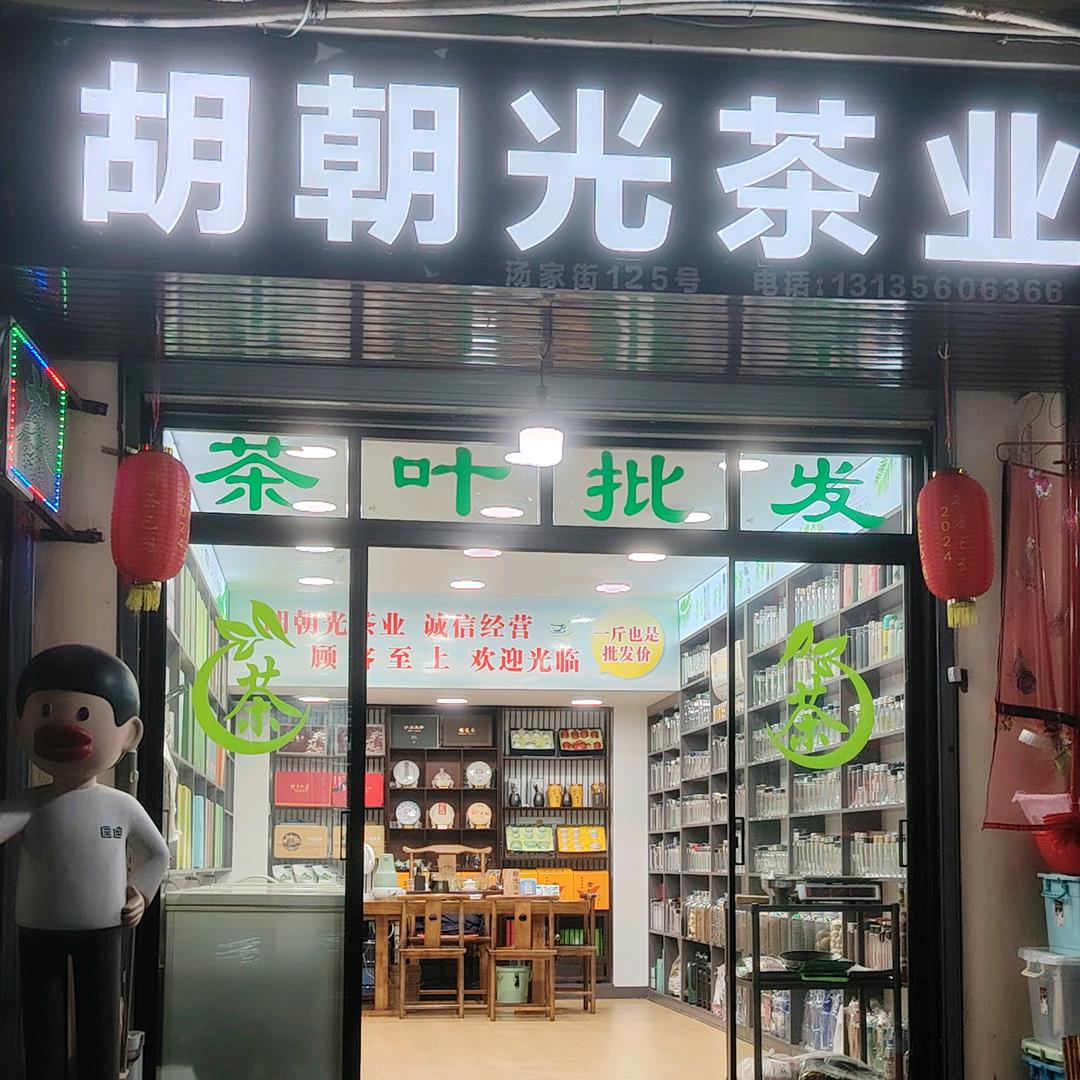 胡朝光茶业
汤家街125号 电话:13135606366
茶叶批发
胡朝光茶业 诚信经营
顾客至上 欢迎光临
一斤也是
批发价
茶
茶
2024